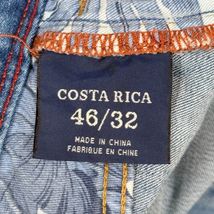 COSTA RICA
46/32
MADE IN CHINA
FABRIQUE EN CHINE